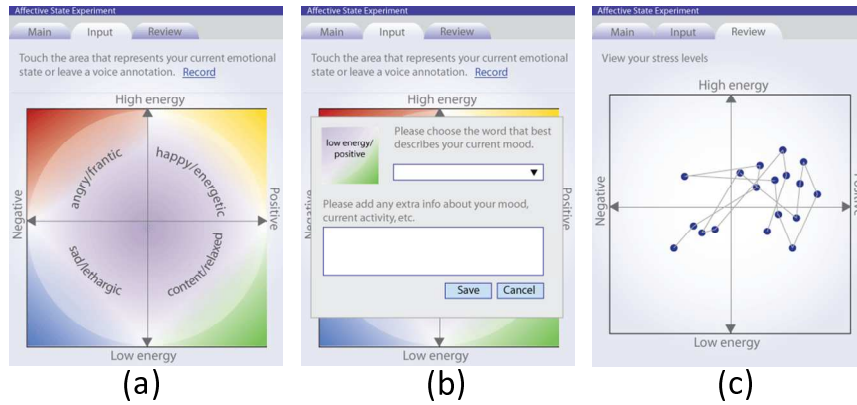 Affective State Experiment
Main
Input
Review
Touch the area that represents your current emotional
state or leave a voice annotation. Record
High energy
angry/frantic
happy/energetic
Negative
Positive
sad/lethargic
content/relaxed
Low energy
(a)
Affective State Experiment
Main
Input
Review
Touch the area that represents your current emotional
state or leave a voice annotation. Record
High energy
low energy/
positive
Please choose the word that best
describes your current mood.
Please add any extra info about your mood,
current activity, etc.
Save
Cancel
Negative
Positive
Low energy
(b)
Affective State Experiment
Main
Input
Review
View your stress levels
High energy
Negative
Positive
Low energy
(c)